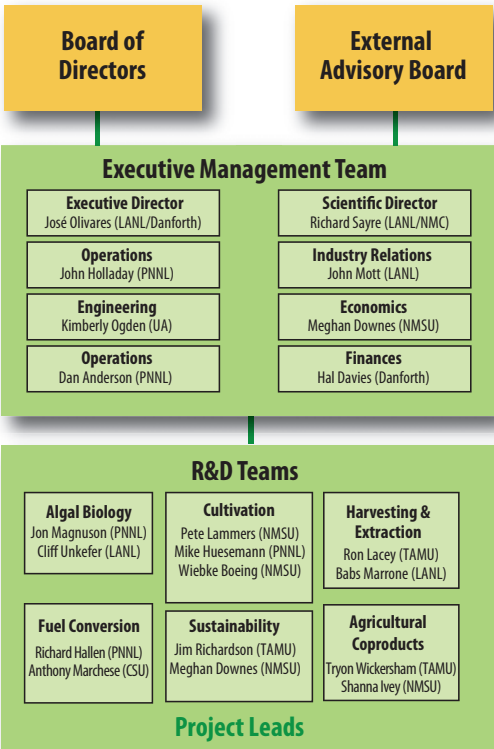 Board of
Directors
External
Advisory Board
Executive Management Team
Executive Director
José Olivares (LANL/Danforth)
Scientific Director
Richard Sayre (LANL/NMC)
Operations
John Holladay (PNNL)
Industry Relations
John Mott (LANL)
Engineering
Kimberly Ogden (UA)
Economics
Meghan Downes (NMSU)
Operations
Dan Anderson (PNNL)
Finances
Hal Davies (Danforth)
R&D Teams
Algal Biology
Jon Magnuson (PNNL)
Cliff Unkefer (LANL)
Cultivation
Pete Lammers (NMSU)
Mike Huesemann (PNNL)
Wiebke Boeing (NMSU)
Harvesting &
Extraction
Ron Lacey (TAMU)
Babs Marrone (LANL)
Fuel Conversion
Richard Hallen (PNNL)
Anthony Marchese (CSU)
Sustainability
Jim Richardson (TAMU)
Meghan Downes (NMSU)
Agricultural
Coproducts
Tryon Wickersham (TAMU)
Shanna Ivey (NMSU)
Project Leads